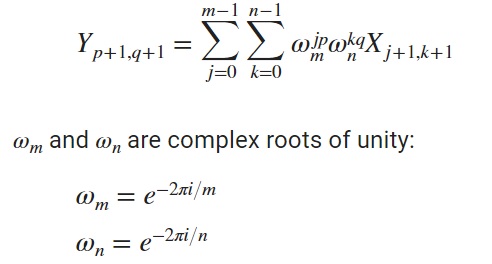 Y_{p+1,q+1} = \sum_{j=0}^{m-1} \sum_{k=0}^{n-1} \omega_m^{jp} \omega_n^{kq} X_{j+1,k+1}
ω_m and ω_n are complex roots of unity:
ω_m = e^{-2πi/m}
ω_n = e^{-2πi/n}